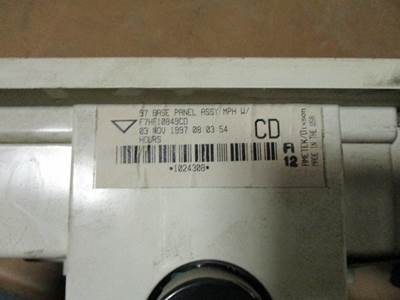 97 BASE PANEL ASSY MPH W/
F7HF10849CD
03 NOV 1997 08 03 54
HOURS
CD
A
12
AMETEK/Dixson
MADE IN THE USA
*1024308*